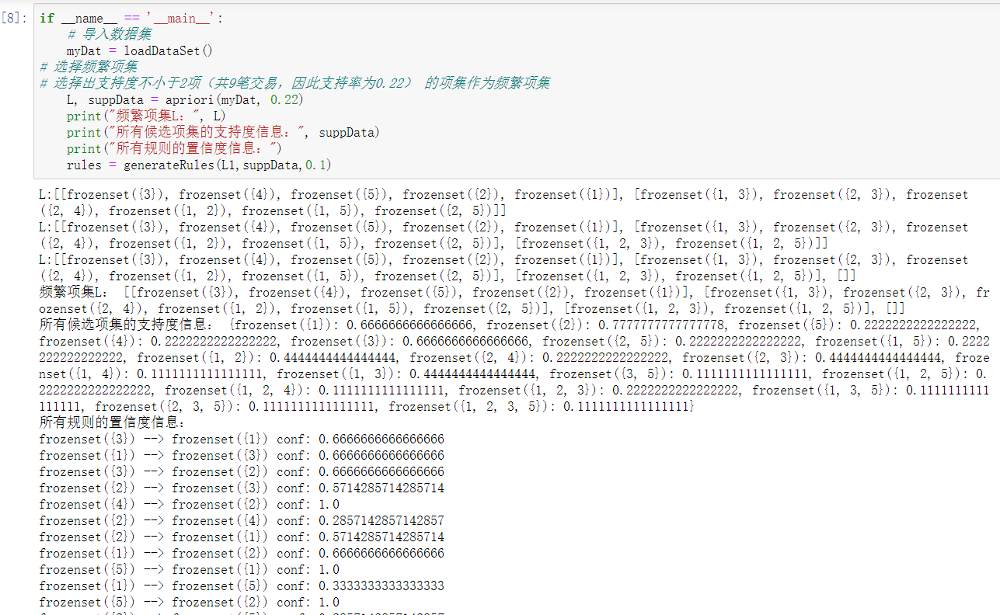 [8]: if __name__ == '__main__':
# 导入数据集
myDat = loadDataSet()
# 选择频繁项集
# 选择出支持度不小于2项（共9笔交易，因此支持率为0.22） 的项集作为频繁项集
L, suppData = apriori(myDat, 0.22)
print("频繁项集L：", L)
print("所有候选项集的支持度信息：", suppData)
print("所有规则的置信度信息：")
rules = generateRules(L1,suppData,0.1)
L:[[frozenset({3}), frozenset({4}), frozenset({5}), frozenset({2}), frozenset({1})], [frozenset({1, 3}), frozenset({2, 3}), frozenset
({2, 4}), frozenset({1, 2}), frozenset({1, 5}), frozenset({2, 5})]]
L:[[frozenset({3}), frozenset({4}), frozenset({5}), frozenset({2}), frozenset({1})], [frozenset({1, 3}), frozenset({2, 3}), frozenset
({2, 4}), frozenset({1, 2}), frozenset({1, 5}), frozenset({2, 5})], [frozenset({1, 2, 3}), frozenset({1, 2, 5})]]
L:[[frozenset({3}), frozenset({4}), frozenset({5}), frozenset({2}), frozenset({1})], [frozenset({1, 3}), frozenset({2, 3}), frozenset
({2, 4}), frozenset({1, 2}), frozenset({1, 5}), frozenset({2, 5})], [frozenset({1, 2, 3}), frozenset({1, 2, 5})], []]
频繁项集L： [[frozenset({3}), frozenset({4}), frozenset({5}), frozenset({2}), frozenset({1})], [frozenset({1, 3}), frozenset({2, 3}), fr
ozenset({2, 4}), frozenset({1, 2}), frozenset({1, 5}), frozenset({2, 5})], [frozenset({1, 2, 3}), frozenset({1, 2, 5})], []]
所有候选项集的支持度信息： {frozenset({1}): 0.6666666666666666, frozenset({2}): 0.7777777777777778, frozenset({5}): 0.2222222222222222,
frozenset({4}): 0.2222222222222222, frozenset({3}): 0.6666666666666666, frozenset({2, 5}): 0.2222222222222222, frozenset({1, 5}): 0.2222
222222222222, frozenset({1, 2}): 0.4444444444444444, frozenset({2, 4}): 0.2222222222222222, frozenset({2, 3}): 0.4444444444444444, froze
nset({1, 4}): 0.1111111111111111, frozenset({1, 3}): 0.4444444444444444, frozenset({3, 5}): 0.1111111111111111, frozenset({1, 2, 5}): 0.
2222222222222222, frozenset({1, 2, 4}): 0.1111111111111111, frozenset({1, 2, 3}): 0.2222222222222222, frozenset({1, 3, 5}): 0.1111111111
111111, frozenset({2, 3, 5}): 0.1111111111111111, frozenset({1, 2, 3, 5}): 0.1111111111111111}
所有规则的置信度信息：
frozenset({3}) --> frozenset({1}) conf: 0.6666666666666666
frozenset({1}) --> frozenset({3}) conf: 0.6666666666666666
frozenset({3}) --> frozenset({2}) conf: 0.6666666666666666
frozenset({2}) --> frozenset({3}) conf: 0.5714285714285714
frozenset({4}) --> frozenset({2}) conf: 1.0
frozenset({2}) --> frozenset({4}) conf: 0.2857142857142857
frozenset({2}) --> frozenset({1}) conf: 0.5714285714285714
frozenset({1}) --> frozenset({2}) conf: 0.6666666666666666
frozenset({5}) --> frozenset({1}) conf: 1.0
frozenset({1}) --> frozenset({5}) conf: 0.3333333333333333
frozenset({5}) --> frozenset({2}) conf: 1.0